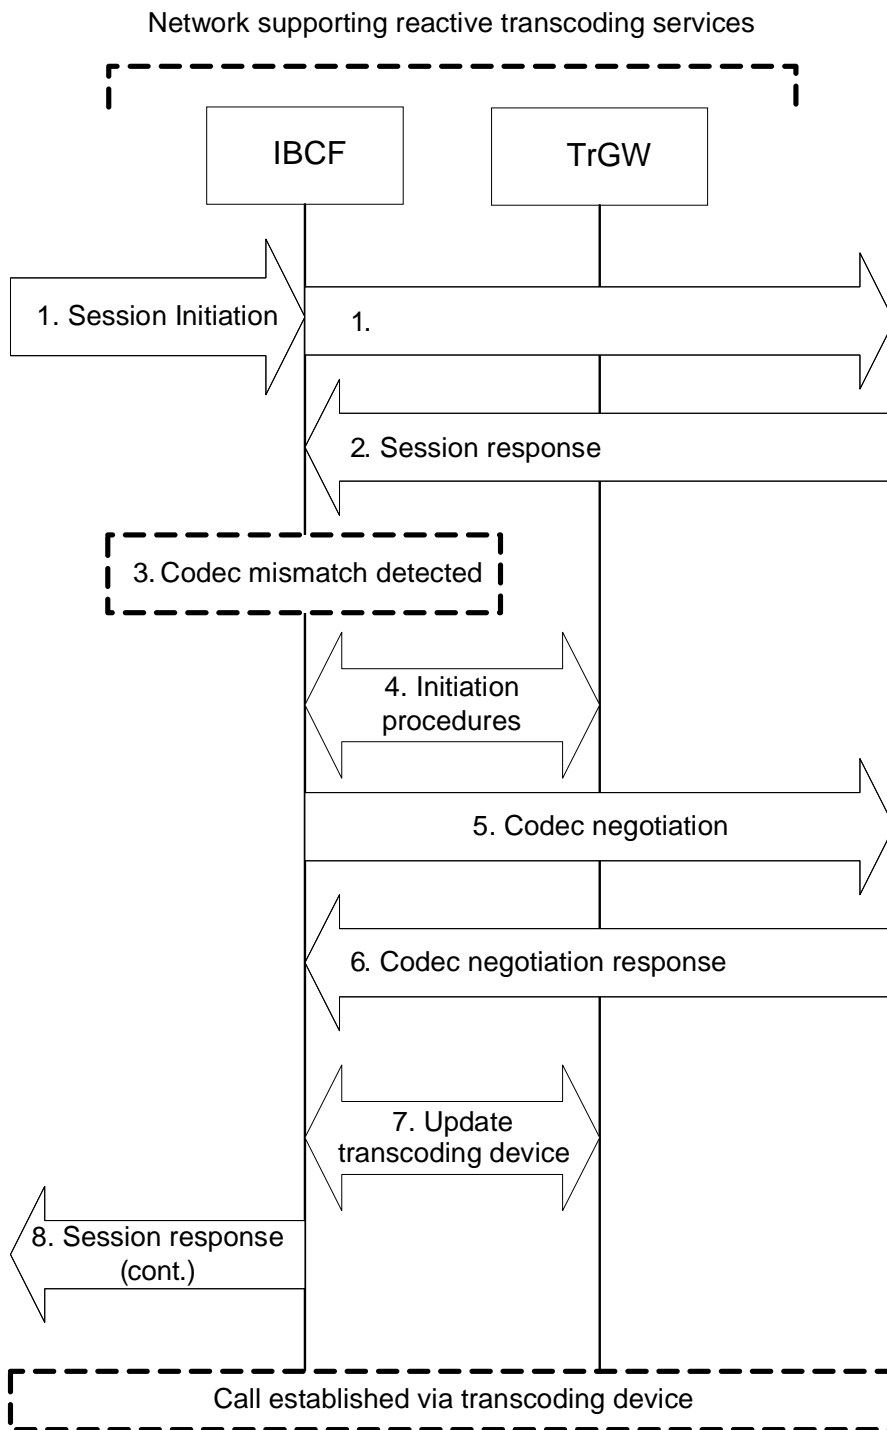 Network supporting reactive transcoding services
IBCF
TrGW
1. Session Initiation
1.
2. Session response
3. Codec mismatch detected
4. Initiation
procedures
5. Codec negotiation
6. Codec negotiation response
7. Update
transcoding device
8. Session response
(cont.)
Call established via transcoding device